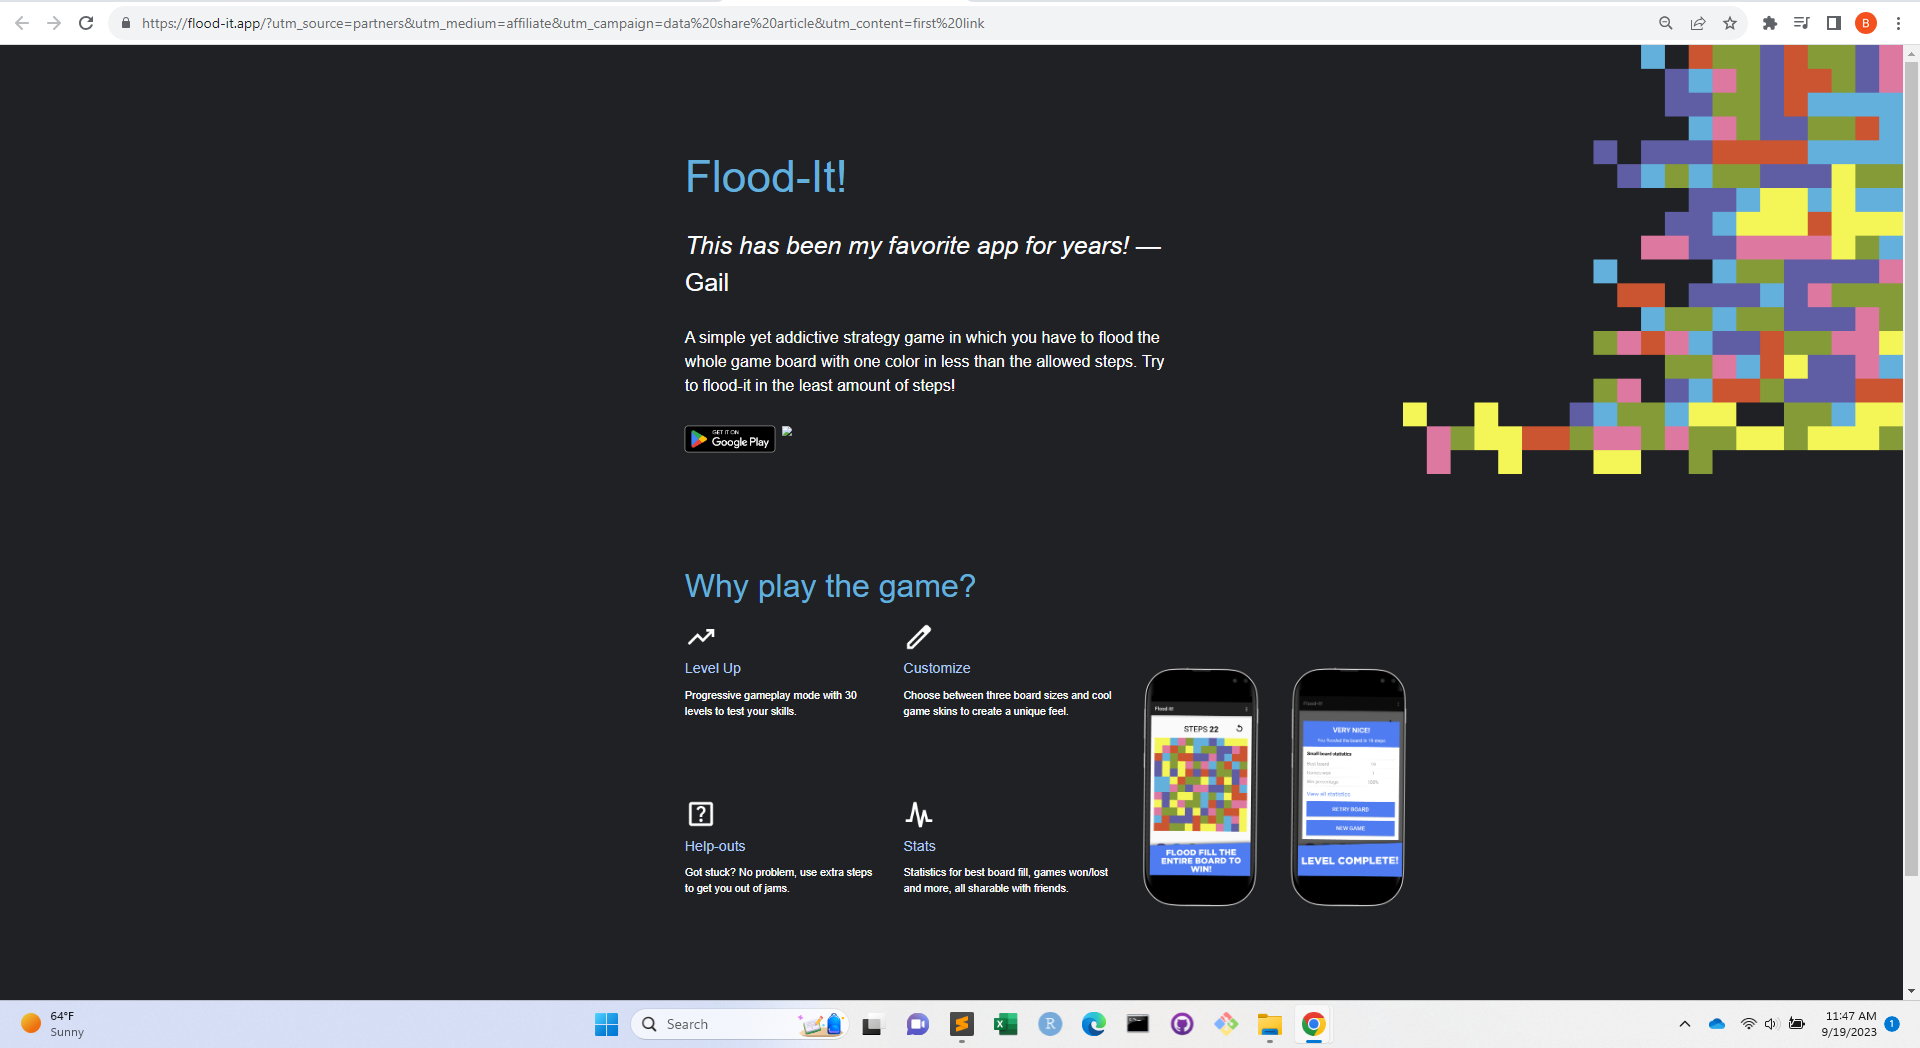 https://flood-it.app/?utm_source=partners&utm_medium=affiliate&utm_campaign=data%20share%20article&utm_content=first%20link
B
Flood-It!
This has been my favorite app for years! —
Gail
A simple yet addictive strategy game in which you have to flood the
whole game board with one color in less than the allowed steps. Try
to flood-it in the least amount of steps!
GET IT ON
Google Play
Why play the game?
Level Up
Progressive gameplay mode with 30
levels to test your skills.
Customize
Choose between three board sizes and cool
game skins to create a unique feel.
Help-outs
Got stuck? No problem, use extra steps
to get you out of jams.
Stats
Statistics for best board fill, games won/lost
and more, all sharable with friends.
Flood-It!
STEPS 22
FLOOD FILL THE
ENTIRE BOARD TO
WIN!
Flood-It!
VERY NICE!
Small board statistics
View all statistics
RETRY BOARD
NEW GAME
LEVEL COMPLETE!
64°F
Sunny
Search
R
11:47 AM
9/19/2023
1